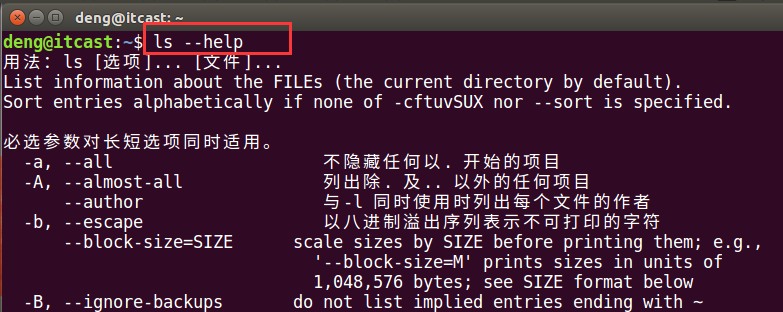 deng@itcast: ~
deng@itcast:~$ ls --help
用法: ls [选项]... [文件]...
List information about the FILEs (the current directory by default).
Sort entries alphabetically if none of -cftuvSUX nor --sort is specified.

必选参数对长短选项同时适用。
  -a, --all                     不隐藏任何以. 开始的项目
  -A, --almost-all              列出除. 及.. 以外的任何项目
      --author                  与-l 同时使用时列出每个文件的作者
  -b, --escape                  以八进制溢出序列表示不可打印的字符
      --block-size=SIZE      scale sizes by SIZE before printing them; e.g.,
                               '--block-size=M' prints sizes in units of
                               1,048,576 bytes; see SIZE format below
  -B, --ignore-backups       do not list implied entries ending with ~